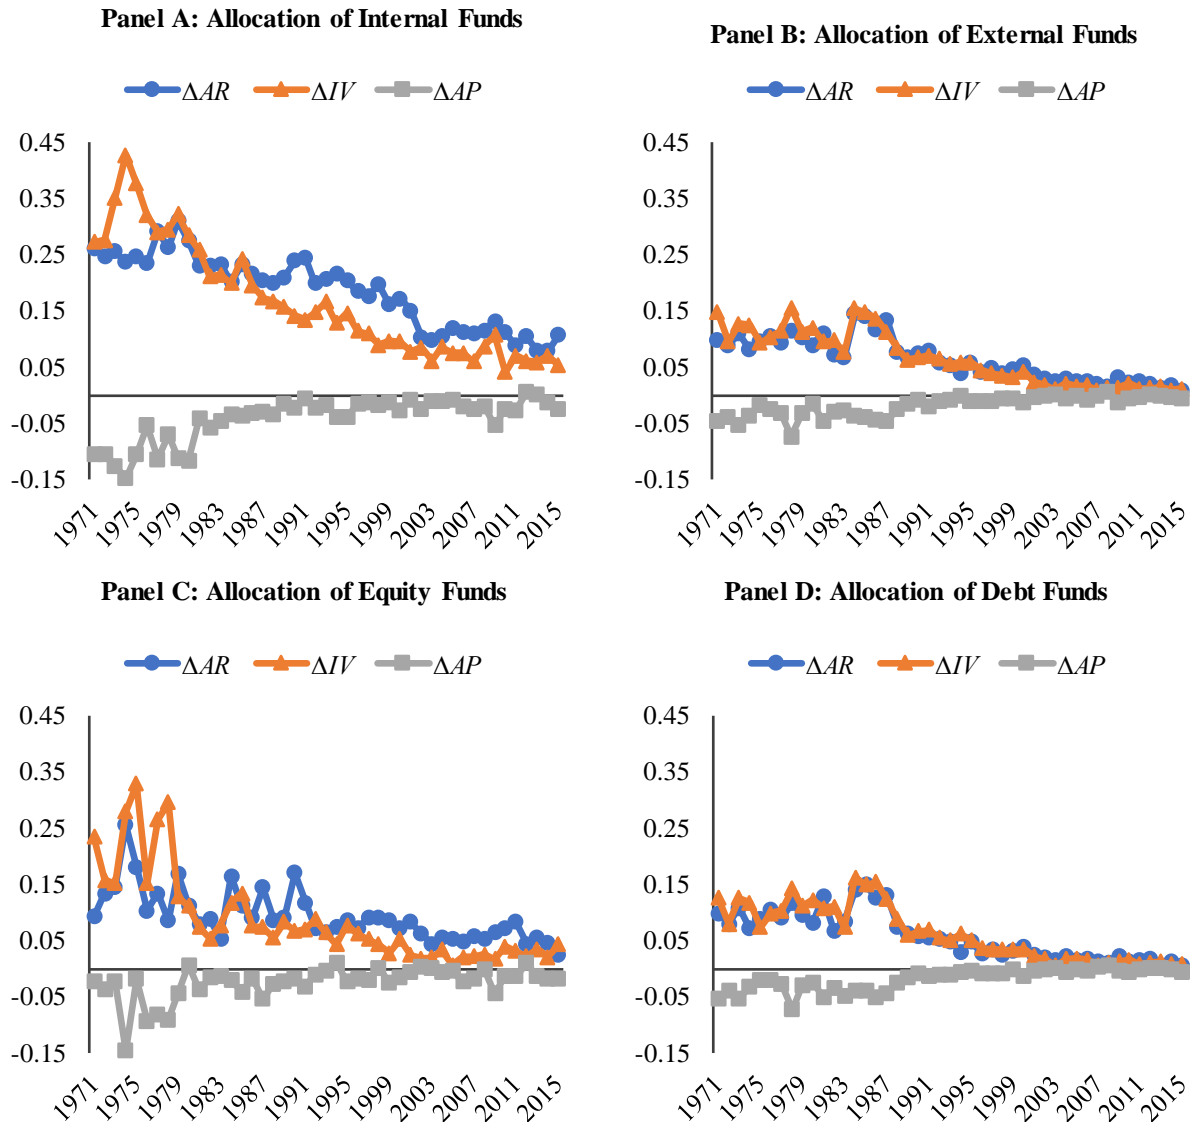 Panel A: Allocation of Internal Funds
ΔAR ΔIV ΔAP
0.45
0.35
0.25
0.15
0.05
-0.05
-0.15
1971 1975 1979 1983 1987 1991 1995 1999 2003 2007 2011 2015
Panel B: Allocation of External Funds
ΔAR ΔIV ΔAP
0.45
0.35
0.25
0.15
0.05
-0.05
-0.15
1971 1975 1979 1983 1987 1991 1995 1999 2003 2007 2011 2015
Panel C: Allocation of Equity Funds
ΔAR ΔIV ΔAP
0.45
0.35
0.25
0.15
0.05
-0.05
-0.15
1971 1975 1979 1983 1987 1991 1995 1999 2003 2007 2011 2015
Panel D: Allocation of Debt Funds
ΔAR ΔIV ΔAP
0.45
0.35
0.25
0.15
0.05
-0.05
-0.15
1971 1975 1979 1983 1987 1991 1995 1999 2003 2007 2011 2015